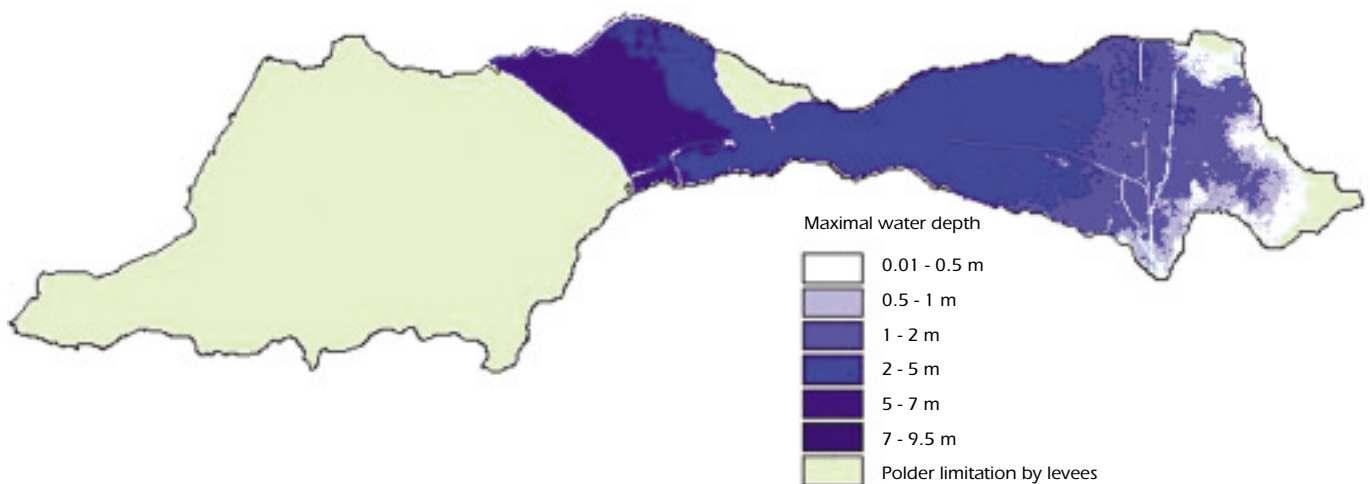 Maximal water depth
0.01 - 0.5 m
0.5 - 1 m
1 - 2 m
2 - 5 m
5 - 7 m
7 - 9.5 m
Polder limitation by levees